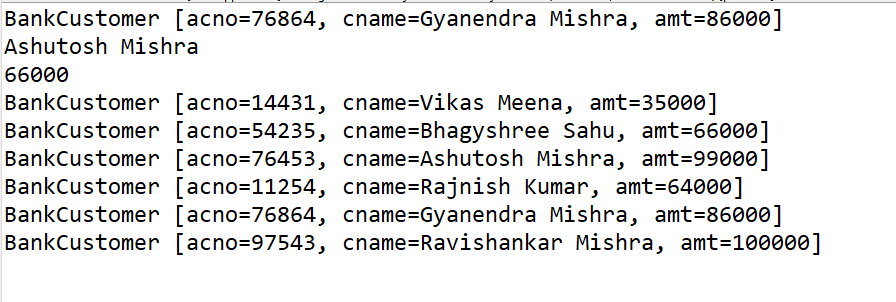 BankCustomer [acno=76864, cname=Gyanendra Mishra, amt=86000]
Ashutosh Mishra
66000
BankCustomer [acno=14431, cname=Vikas Meena, amt=35000]
BankCustomer [acno=54235, cname=Bhagyshree Sahu, amt=66000]
BankCustomer [acno=76453, cname=Ashutosh Mishra, amt=99000]
BankCustomer [acno=11254, cname=Rajnish Kumar, amt=64000]
BankCustomer [acno=76864, cname=Gyanendra Mishra, amt=86000]
BankCustomer [acno=97543, cname=Ravishankar Mishra, amt=100000]